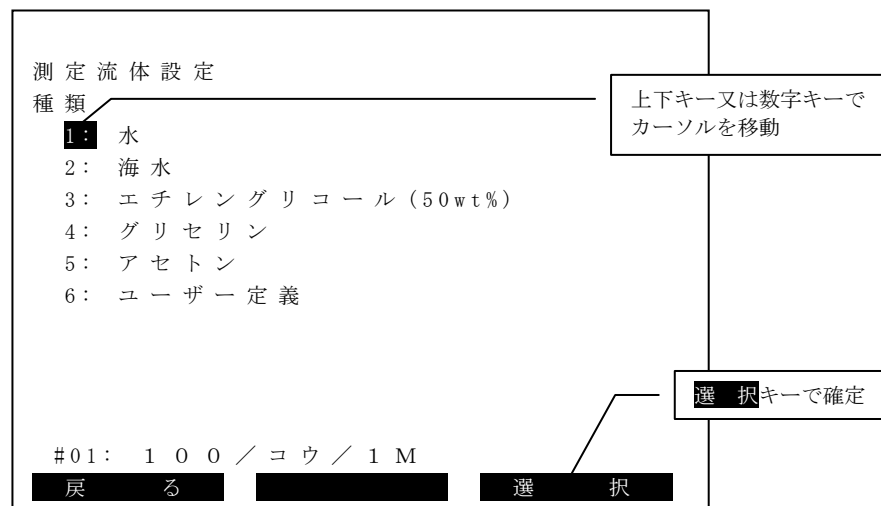 測定流体設定
種類
1: 水
2: 海水
3: エチレングリコール(50wt%)
4: グリセリン
5: アセトン
6: ユーザー定義
#01: 100/コウ/1M
戻る 選択
上下キー又は数字キーで
カーソルを移動
選択キーで確定